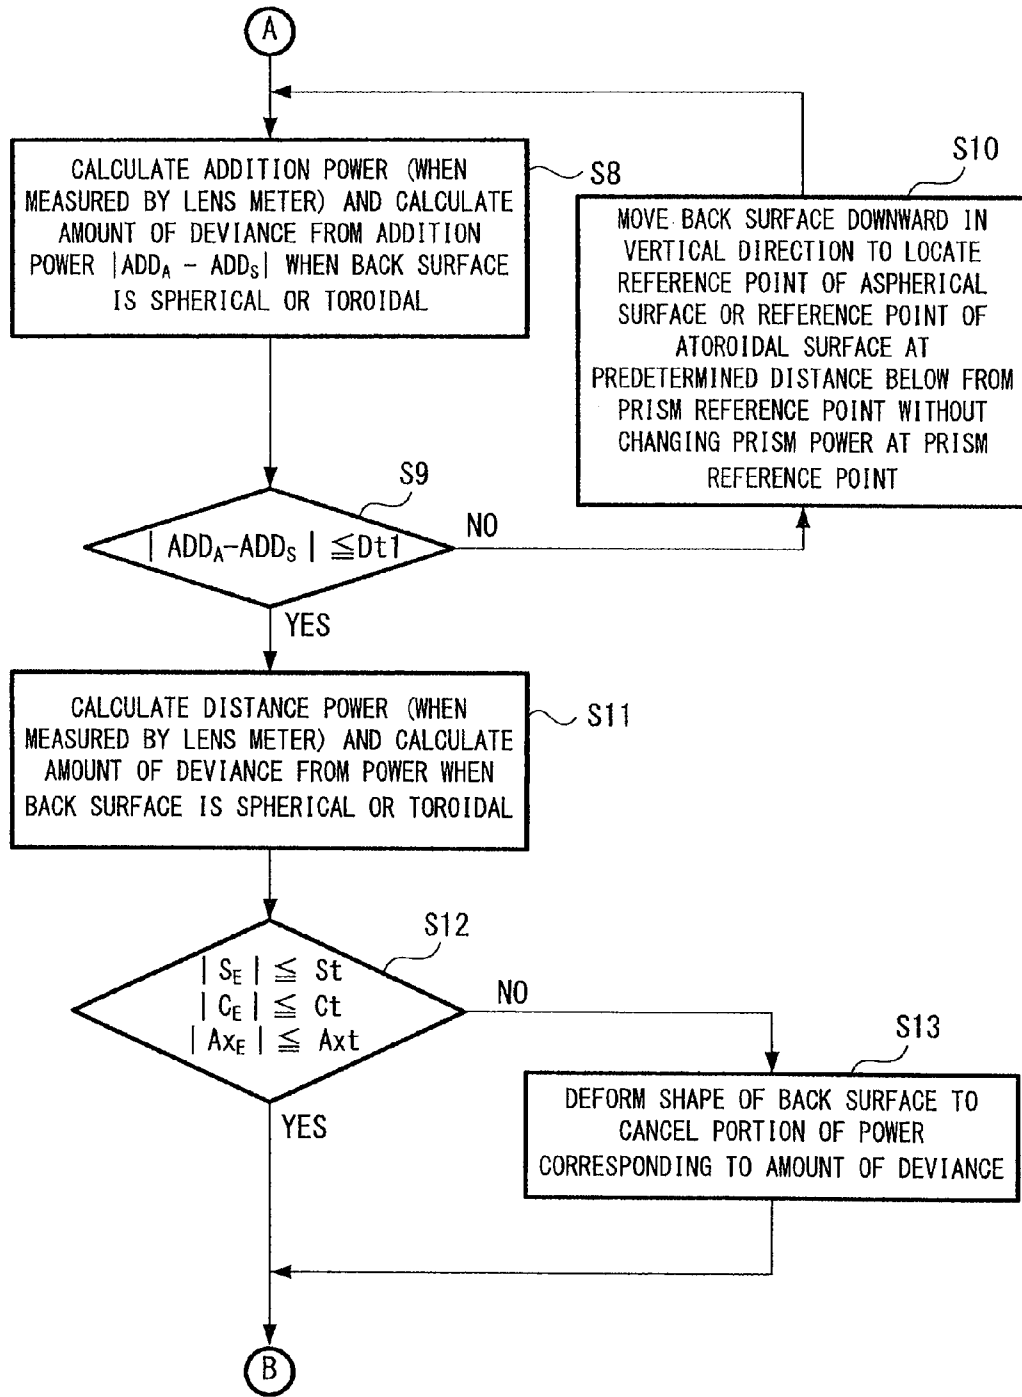 A
CALCULATE ADDITION POWER (WHEN
MEASURED BY LENS METER) AND CALCULATE
AMOUNT OF DEVIANCE FROM ADDITION
POWER |ADDA - ADDS| WHEN BACK SURFACE
IS SPHERICAL OR TOROIDAL
S8
S10
MOVE BACK SURFACE DOWNWARD IN
VERTICAL DIRECTION TO LOCATE
REFERENCE POINT OF ASPHERICAL
SURFACE OR REFERENCE POINT OF
ATOROIDAL SURFACE AT
PREDETERMINED DISTANCE BELOW FROM
PRISM REFERENCE POINT WITHOUT
CHANGING PRISM POWER AT PRISM
REFERENCE POINT
S9
| ADDA-ADDS | ≦Dt1
NO
YES
CALCULATE DISTANCE POWER (WHEN
MEASURED BY LENS METER) AND CALCULATE
AMOUNT OF DEVIANCE FROM POWER WHEN
BACK SURFACE IS SPHERICAL OR TOROIDAL
S11
S12
| SE | ≦ St
| CE | ≦ Ct
| AxE | ≦ Axt
NO
YES
S13
DEFORM SHAPE OF BACK SURFACE TO
CANCEL PORTION OF POWER
CORRESPONDING TO AMOUNT OF DEVIANCE
B